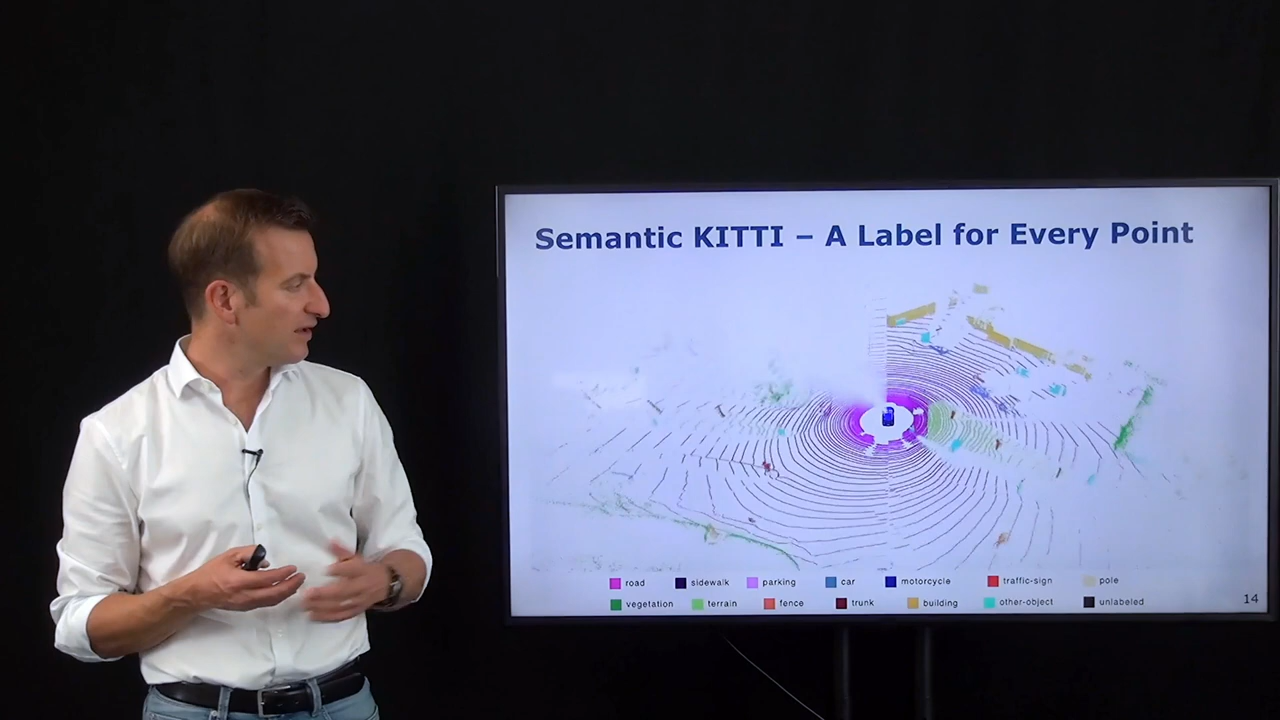 Semantic KITTI – A Label for Every Point
road sidewalk parking car motorcycle traffic-sign pole
vegetation terrain fence trunk building other-object unlabeled
14